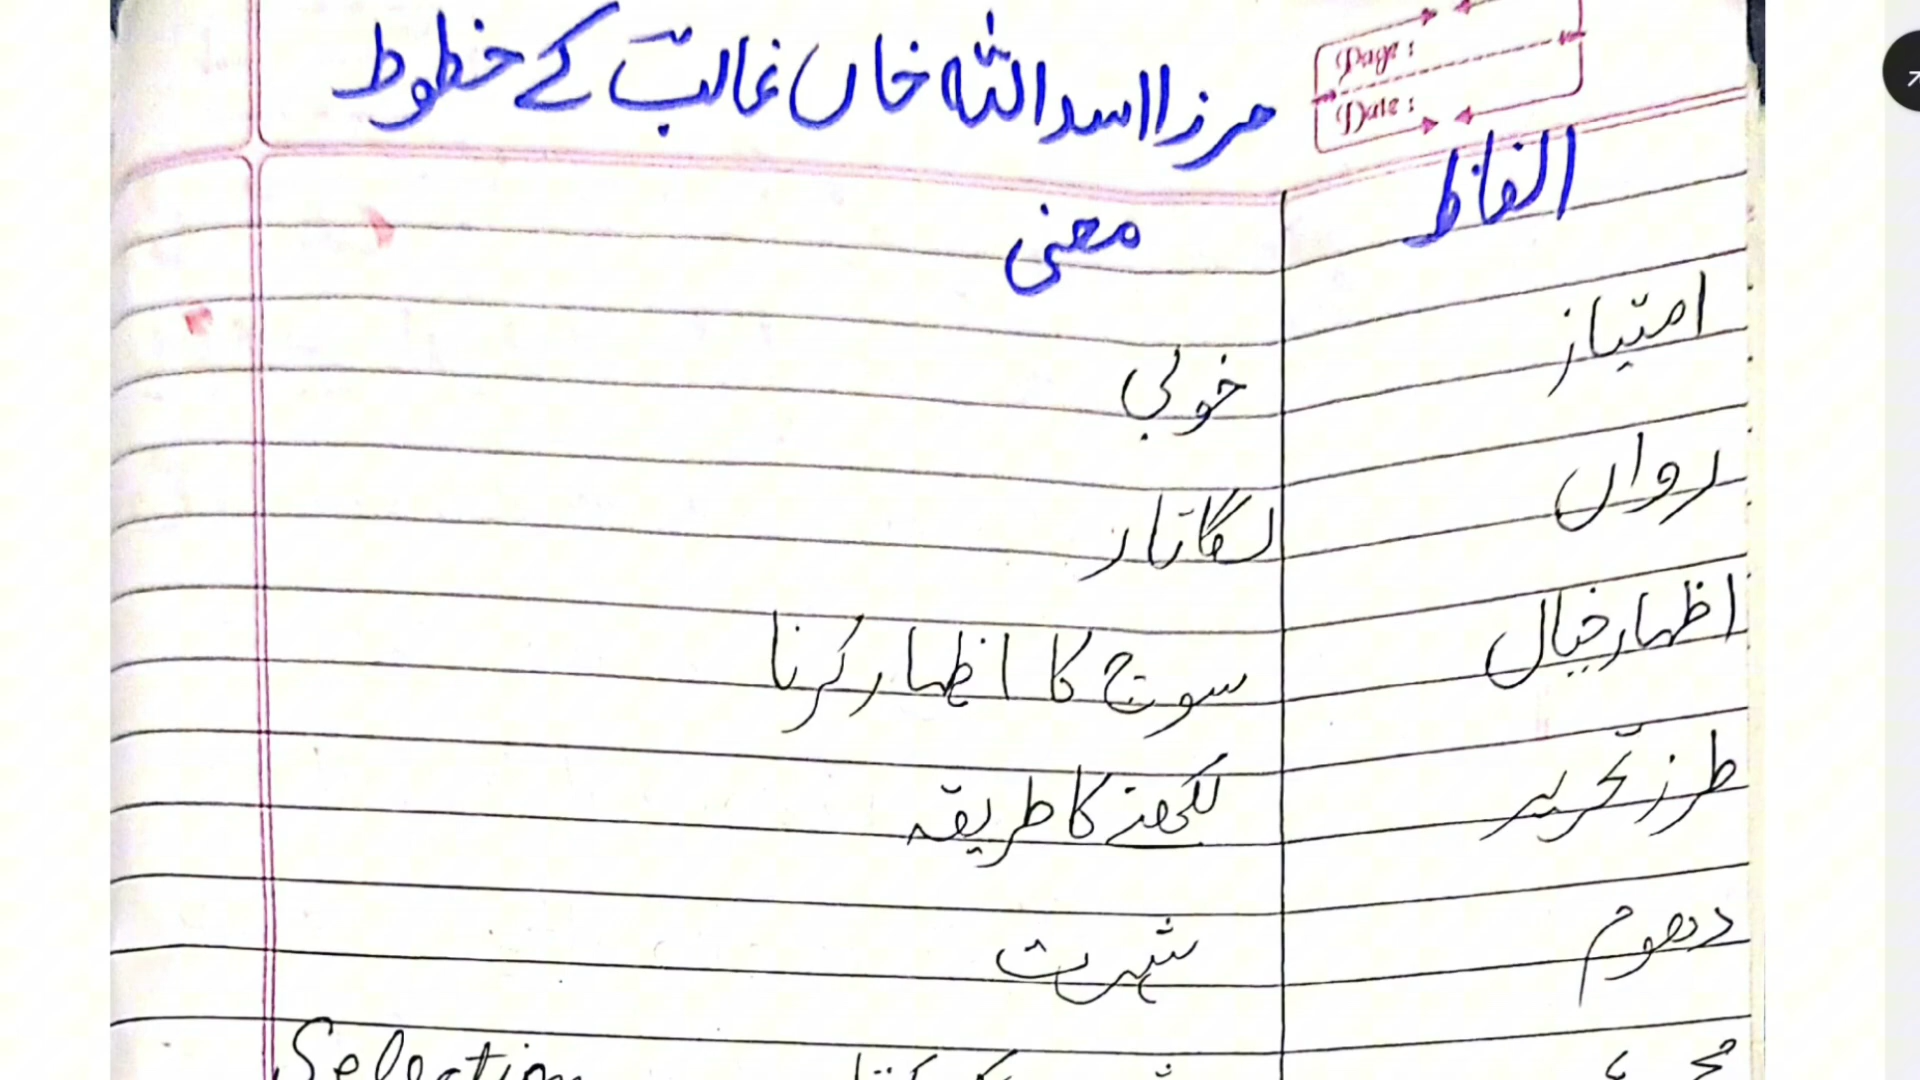 مرزا اسد اللہ خاں غالب کے خطوط
Page :
Date :
الفاظ
معنی
امتیاز
خوبی
رواں
لگاتار
اظہار خیال
سوچ کا اظہار کرنا
طرز تحریر
لکھنے کا طریقہ
دھوم
شہرت
Selection